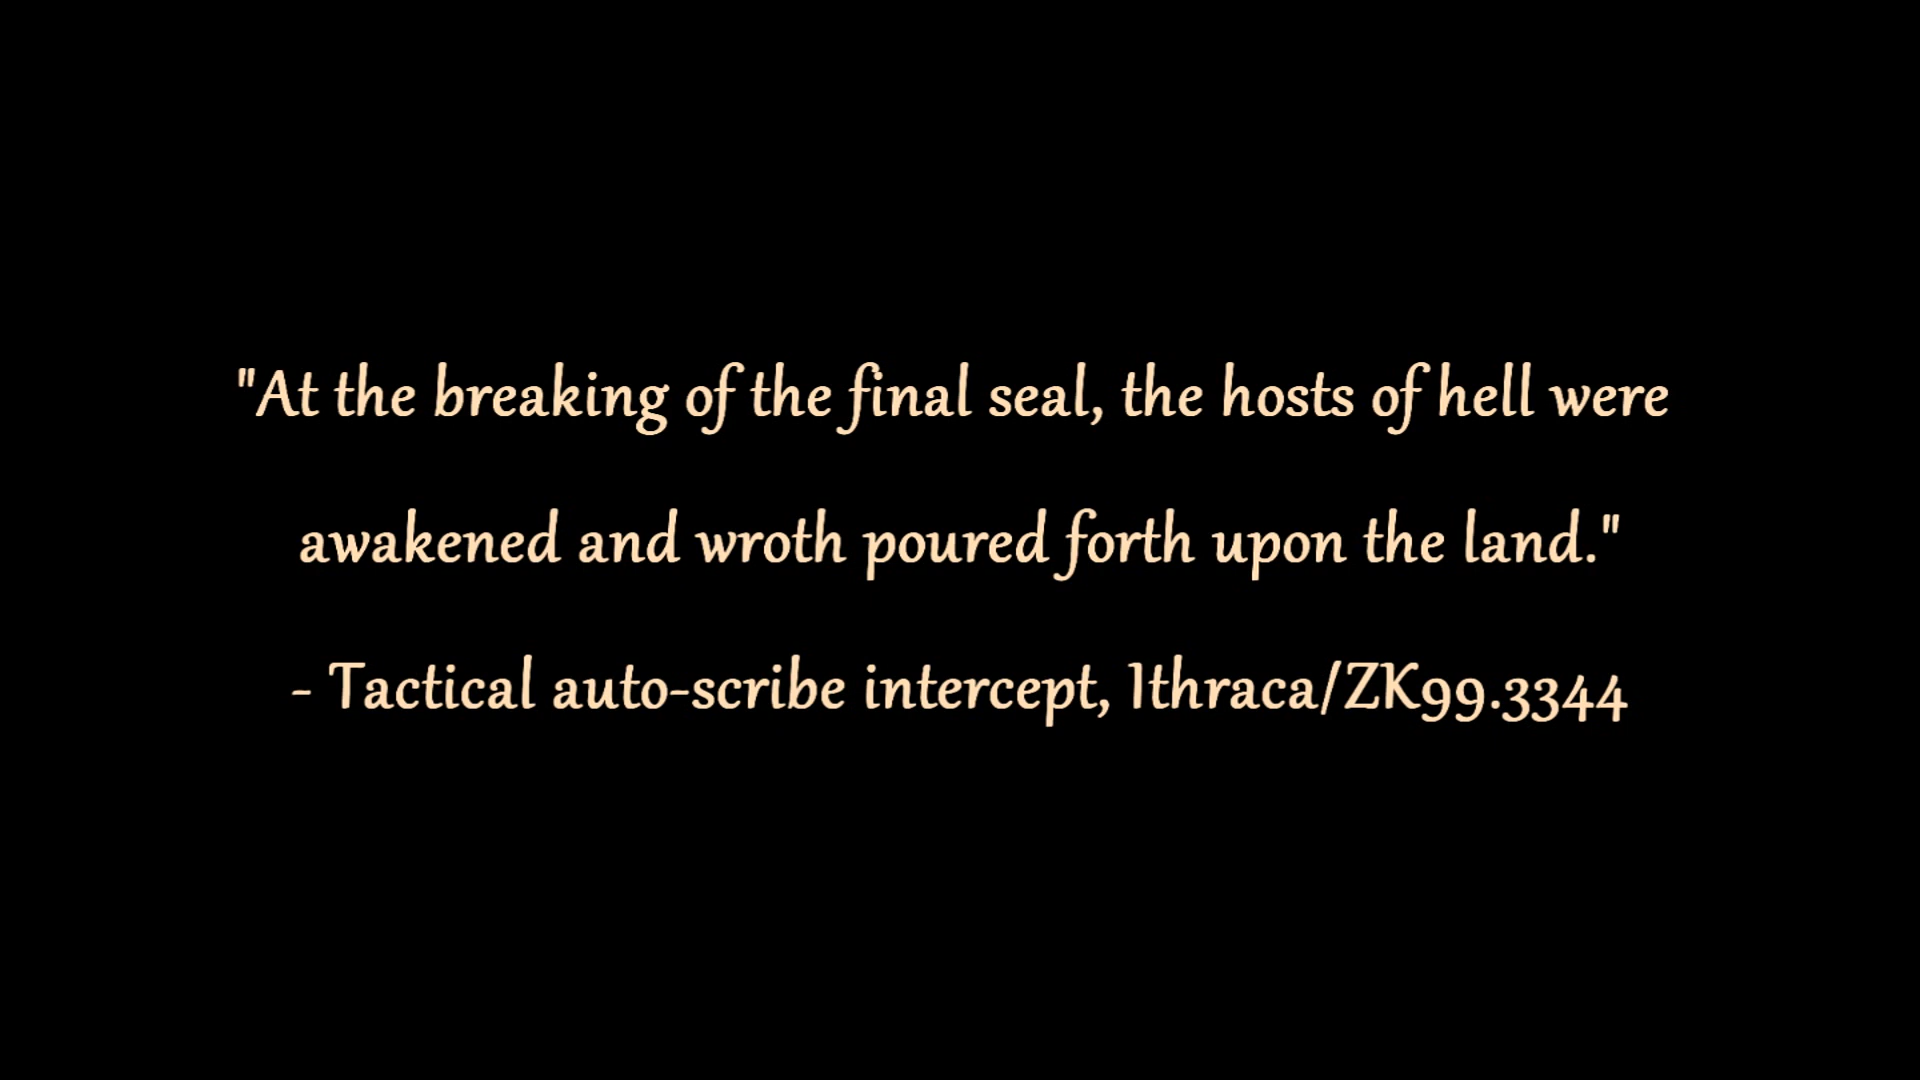 "At the breaking of the final seal, the hosts of hell were
awakened and wroth poured forth upon the land."
- Tactical auto-scribe intercept, Ithraca/ZK99.3344